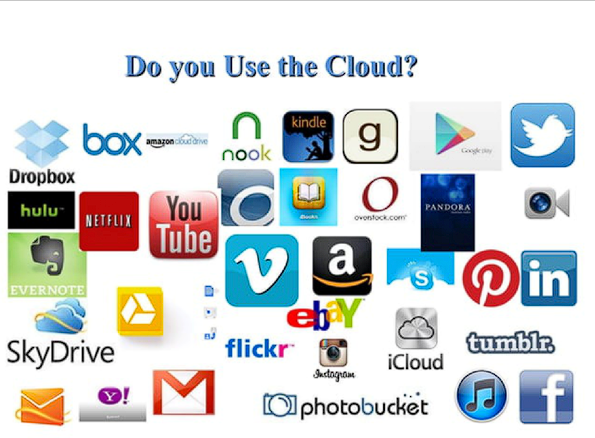 Do you Use the Cloud?
Dropbox
box
amazon cloud drive
nook
kindle
g
Google play
hulu
NETFLIX
You
Tube
iBooks
overstock.com
PANDORA
EVERNOTE
V
a
S
P
in
SkyDrive
ebaY
flickr
Instagram
iCloud
tumblr.
Y!
M
photobucket
f